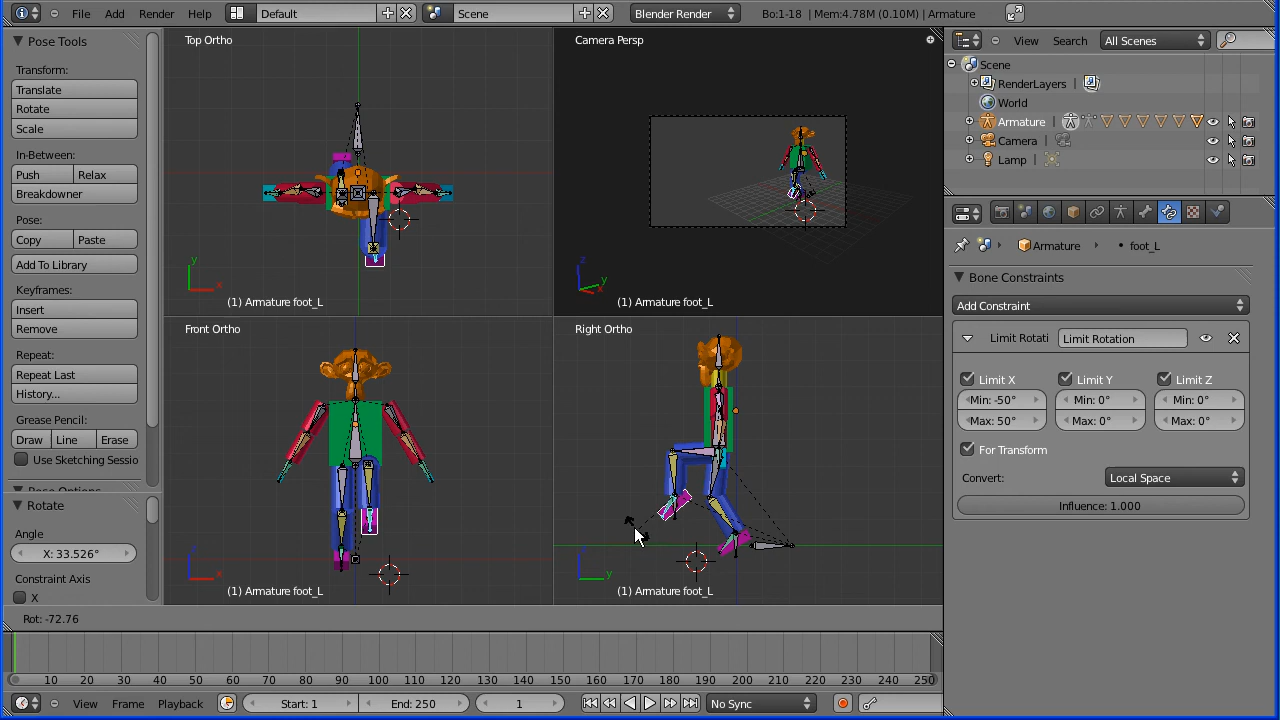 File Add Render Help Default Scene Blender Render Bo:1-18 | Mem:4.78M (0.10M) | Armature
Pose Tools
Transform:
Translate
Rotate
Scale
In-Between:
Push Relax
Breakdowner
Pose:
Copy Paste
Add To Library
Keyframes:
Insert
Remove
Repeat:
Repeat Last
History...
Grease Pencil:
Draw Line Erase
Use Sketching Sessio
Rotate
Angle
X: 33.526°
Constraint Axis
X
Top Ortho
y
x
(1) Armature foot_L
Camera Persp
z
y
x
(1) Armature foot_L
Front Ortho
x
(1) Armature foot_L
Right Ortho
y
(1) Armature foot_L
Rot: -72.76
10 20 30 40 50 60 70 80 90 100 110 120 130 140 150 160 170 180 190 200 210 220 230 240 250
View Frame Playback Start: 1 End: 250 1 No Sync
View Search All Scenes
Scene
RenderLayers |
World
Armature |
Camera |
Lamp |
Armature foot_L
Bone Constraints
Add Constraint
Limit Rotati Limit Rotation
Limit X Limit Y Limit Z
Min: -50° Min: 0° Min: 0°
Max: 50° Max: 0° Max: 0°
For Transform
Convert: Local Space
Influence: 1.000